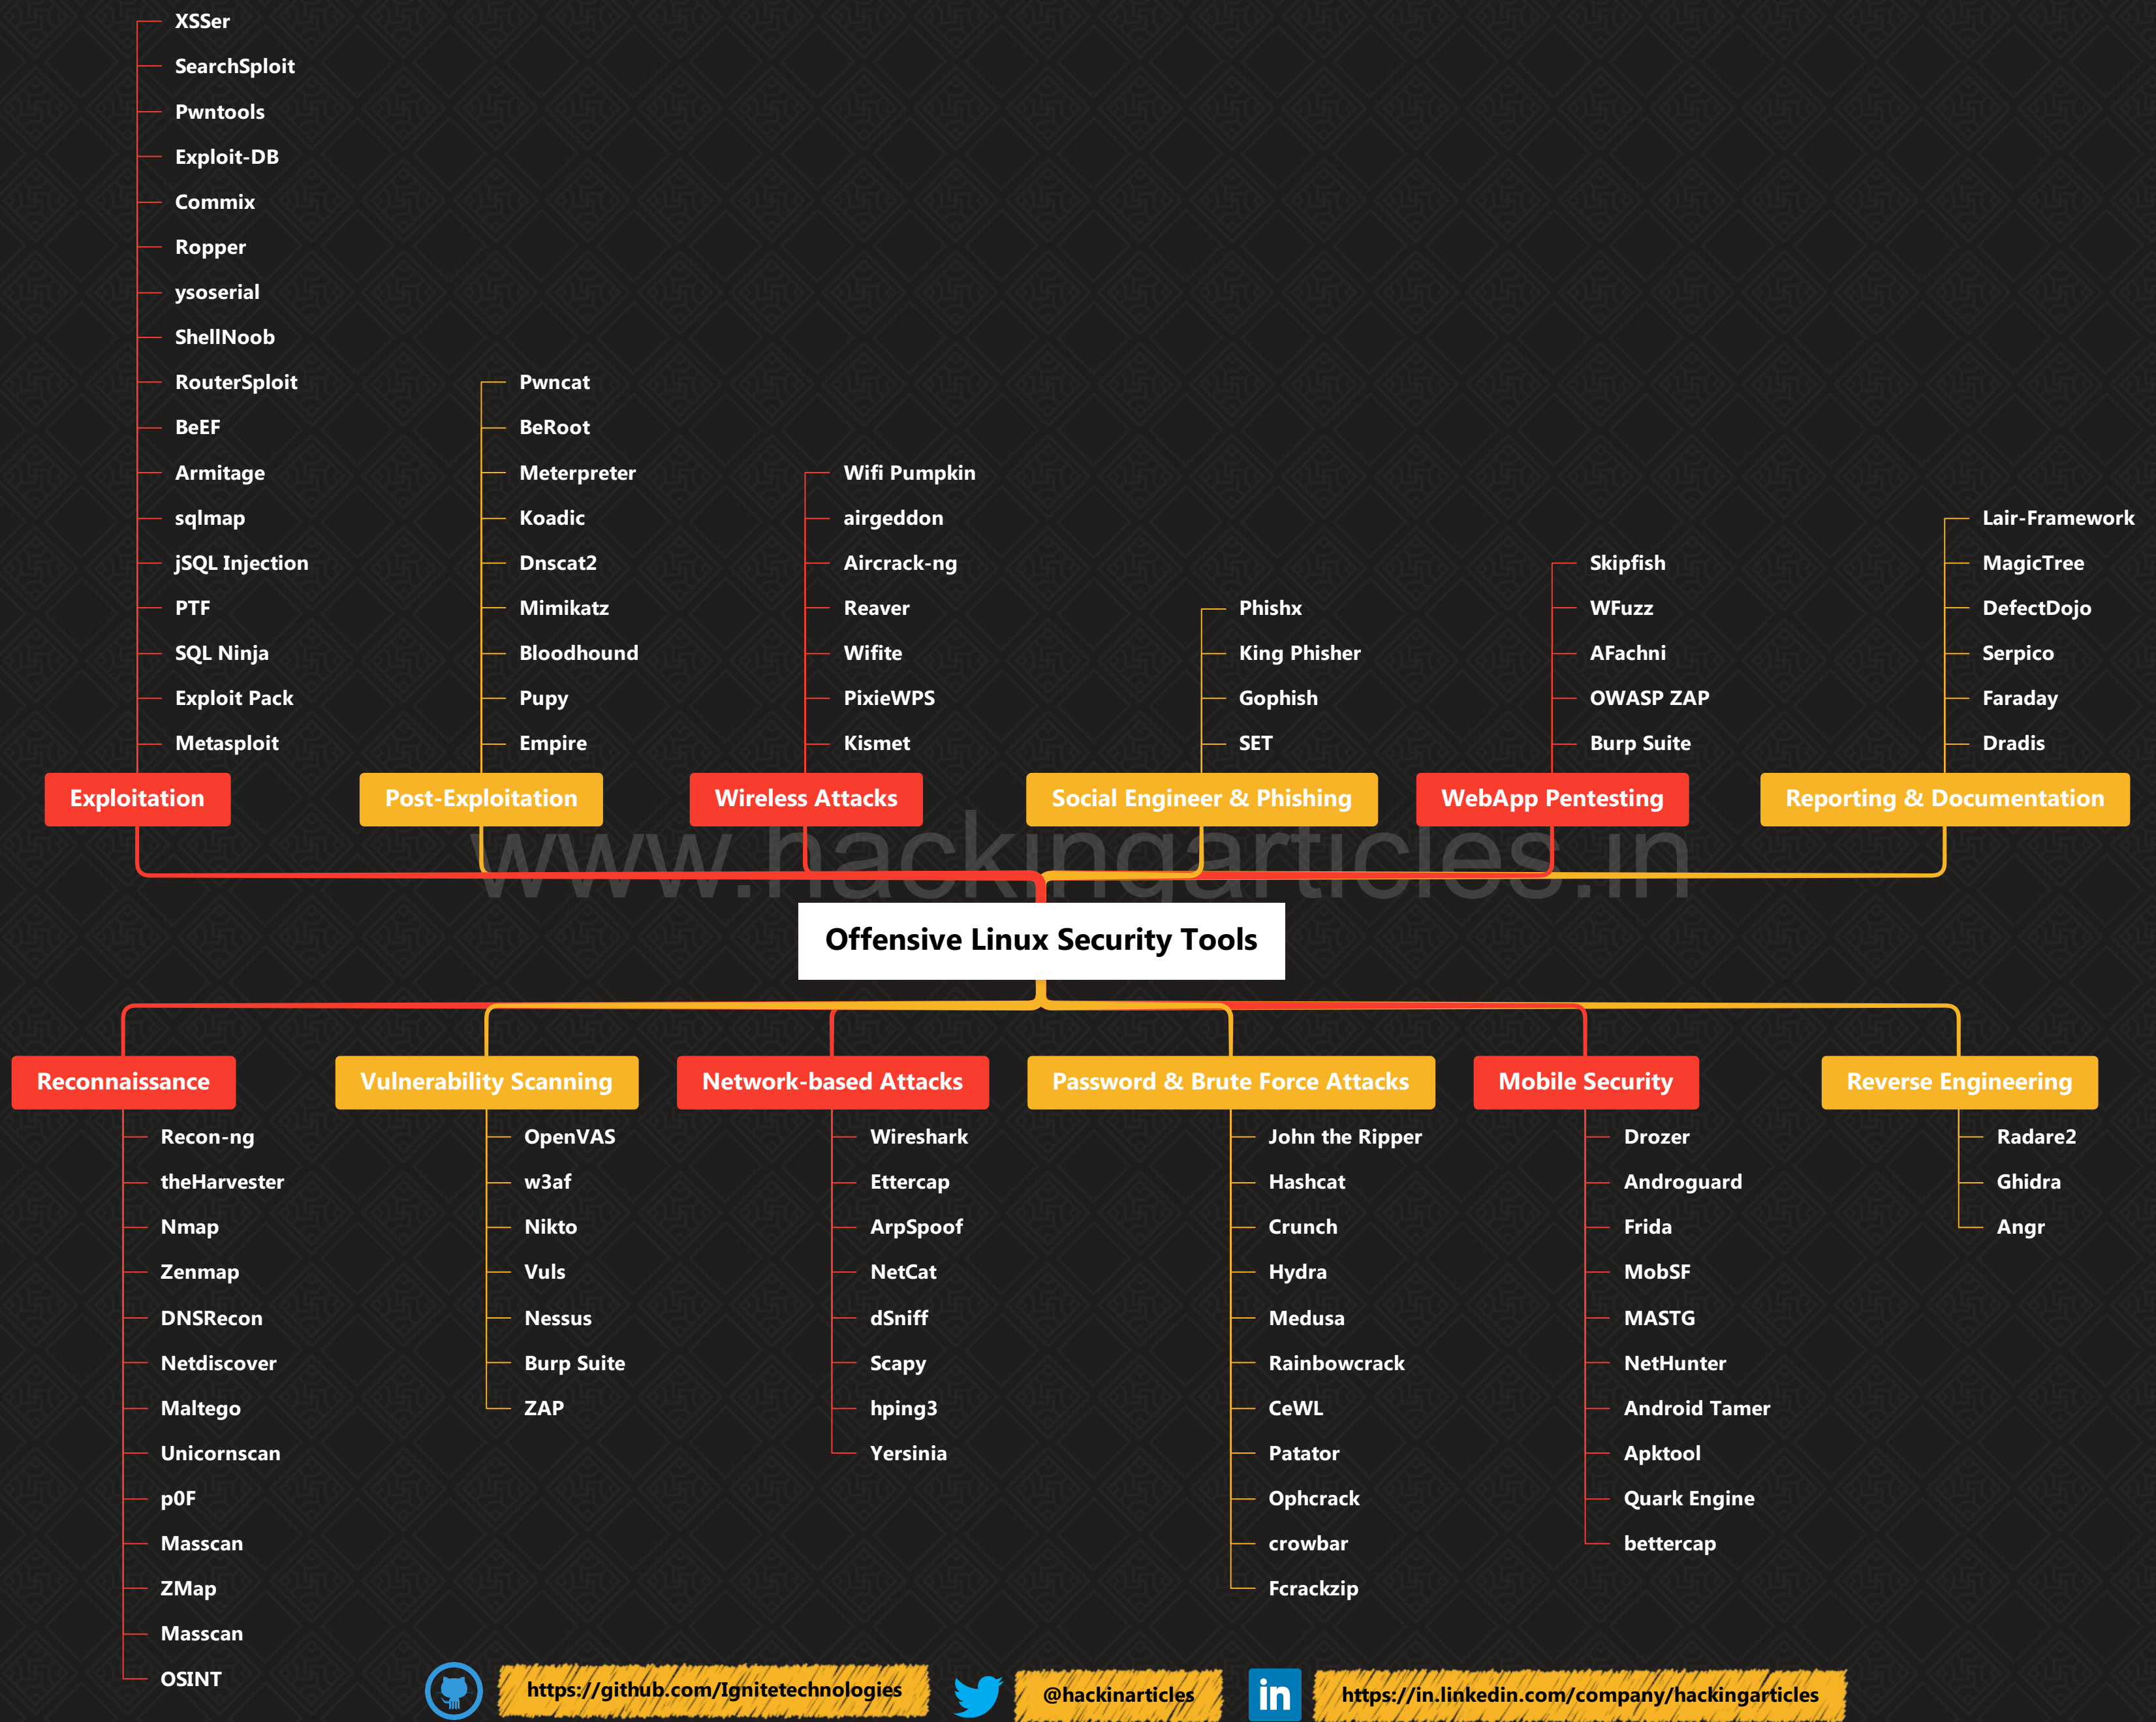 XSSer
SearchSploit
Pwntools
Exploit-DB
Commix
Ropper
ysoserial
ShellNoob
RouterSploit
BeEF
Armitage
sqlmap
jSQL Injection
PTF
SQL Ninja
Exploit Pack
Metasploit
Exploitation
Pwncat
BeRoot
Meterpreter
Koadic
Dnscat2
Mimikatz
Bloodhound
Pupy
Empire
Post-Exploitation
Wifi Pumpkin
airgeddon
Aircrack-ng
Reaver
Wifite
PixieWPS
Kismet
Wireless Attacks
Phishx
King Phisher
Gophish
SET
Social Engineer & Phishing
Skipfish
WFuzz
AFachni
OWASP ZAP
Burp Suite
WebApp Pentesting
Lair-Framework
MagicTree
DefectDojo
Serpico
Faraday
Dradis
Reporting & Documentation
www.hackingarticles.in
Offensive Linux Security Tools
Reconnaissance
Recon-ng
theHarvester
Nmap
Zenmap
DNSRecon
Netdiscover
Maltego
Unicornscan
p0F
Masscan
ZMap
Masscan
OSINT
Vulnerability Scanning
OpenVAS
w3af
Nikto
Vuls
Nessus
Burp Suite
ZAP
Network-based Attacks
Wireshark
Ettercap
ArpSpoof
NetCat
dSniff
Scapy
hping3
Yersinia
Password & Brute Force Attacks
John the Ripper
Hashcat
Crunch
Hydra
Medusa
Rainbowcrack
CeWL
Patator
Ophcrack
crowbar
Fcrackzip
Mobile Security
Drozer
Androguard
Frida
MobSF
MASTG
NetHunter
Android Tamer
Apktool
Quark Engine
bettercap
Reverse Engineering
Radare2
Ghidra
Angr
https://github.com/Ignitetechnologies
@hackinarticles
in
https://in.linkedin.com/company/hackingarticles